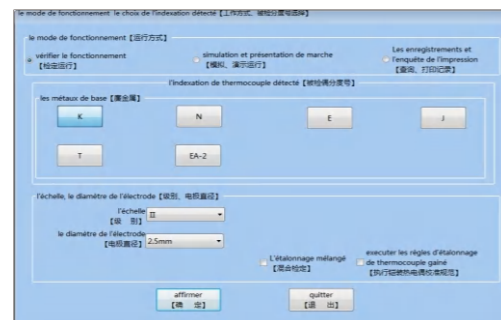 le mode de fonctionnement le choix de l'indexation détecté【工作方式、被检分度号选择】
le mode de fonctionnement【运行方式】
vérifier le fonctionnement
【检定运行】
simulation et présentation de marche
【模拟、演示运行】
Les enregistrements et
l'enquête de l'impression
【查询、打印记录】
l'indexation de thermocouple détecté【被检偶分度号】
les métaux de base【廉金属】
K
N
E
J
T
EA-2
l'échelle, le diamétre de l'électrode【级别、电极直径】
l'échelle
【级 别】
II
le diamétre de l'électrode
【电极直径】
2.5mm
L'étalonnage mélangé
【混合检定】
executer les règles d'étalonnage
de thermocouple gainé
【执行铠装热电偶校准规范】
affirmer
【确 定】
quitter
【退 出】